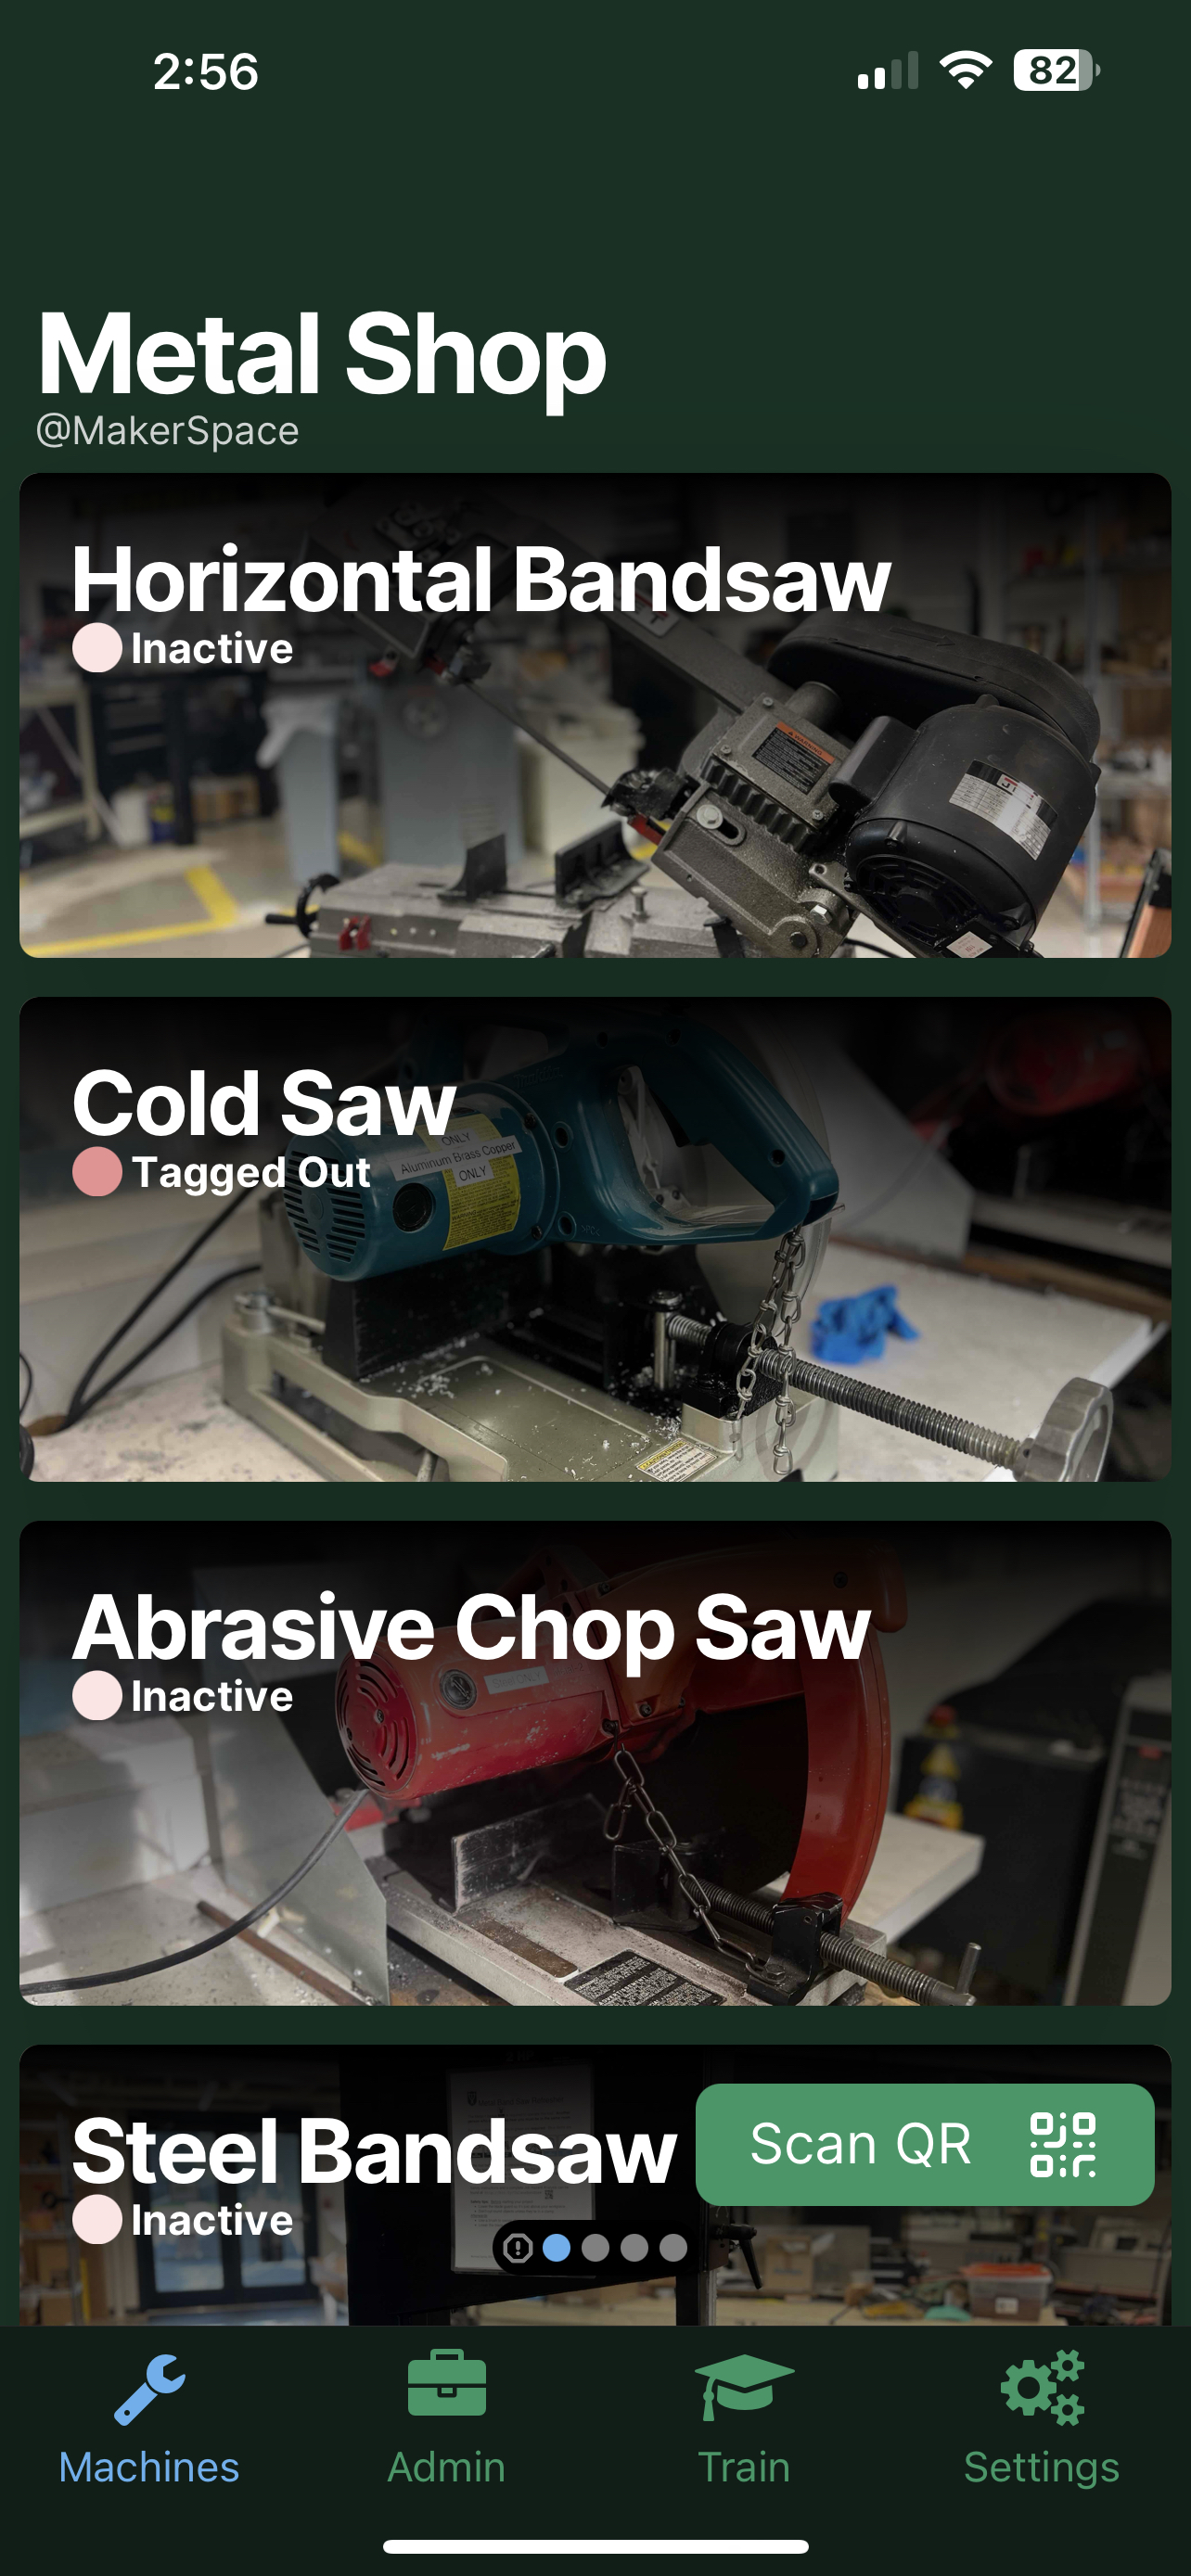 2:56
82
Metal Shop
@MakerSpace
Horizontal Bandsaw
Inactive
Cold Saw
ONLY
Aluminum Brass Copper
ONLY
Tagged Out
Abrasive Chop Saw
Inactive
Steel Bandsaw
Scan QR
Inactive
Machines
Admin
Train
Settings